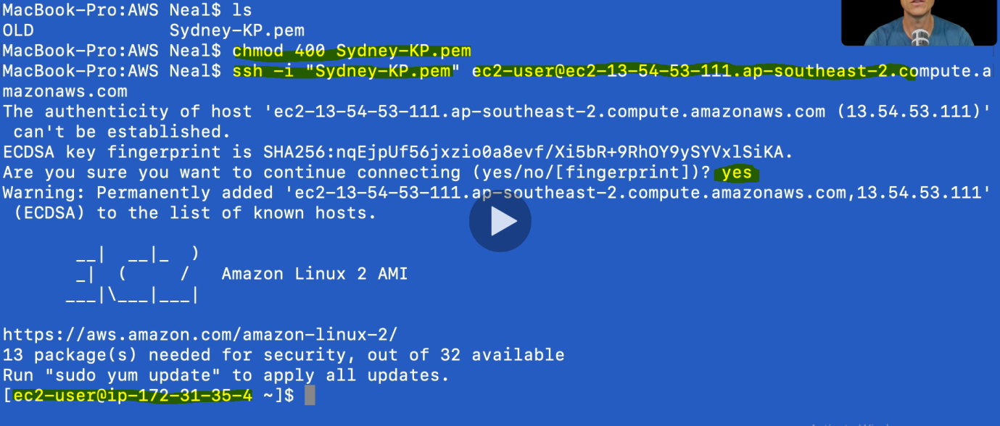 MacBook-Pro:AWS Neal$ ls
OLD             Sydney-KP.pem
MacBook-Pro:AWS Neal$ chmod 400 Sydney-KP.pem
MacBook-Pro:AWS Neal$ ssh -i "Sydney-KP.pem" ec2-user@ec2-13-54-53-111.ap-southeast-2.compute.a
mazonaws.com
The authenticity of host 'ec2-13-54-53-111.ap-southeast-2.compute.amazonaws.com (13.54.53.111)'
 can't be established.
ECDSA key fingerprint is SHA256:nqEjpUf56jxzio0a8evf/Xi5bR+9RhOY9ySYVxlSiKA.
Are you sure you want to continue connecting (yes/no/[fingerprint])? yes
Warning: Permanently added 'ec2-13-54-53-111.ap-southeast-2.compute.amazonaws.com,13.54.53.111'
 (ECDSA) to the list of known hosts.
       __|  __|_  )
       _|  (     /   Amazon Linux 2 AMI
      ___|\___|___|
https://aws.amazon.com/amazon-linux-2/
13 package(s) needed for security, out of 32 available
Run "sudo yum update" to apply all updates.
[ec2-user@ip-172-31-35-4 ~]$